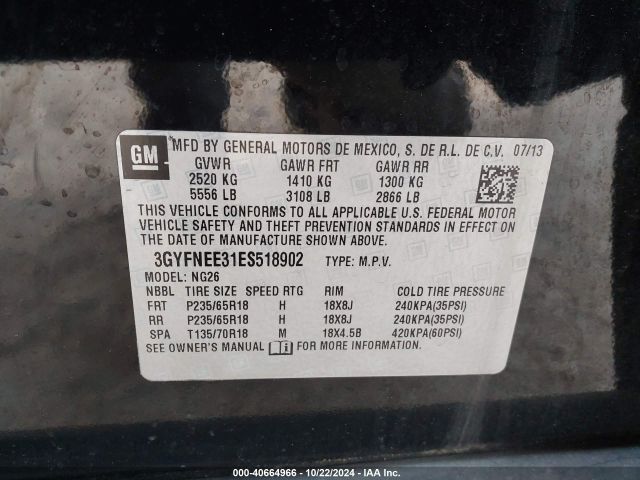 GM MFD BY GENERAL MOTORS DE MEXICO, S. DE R.L. DE C.V. 07/13
GVWR GAWR FRT GAWR RR
2520 KG 1410 KG 1300 KG
5556 LB 3108 LB 2866 LB
THIS VEHICLE CONFORMS TO ALL APPLICABLE U.S. FEDERAL MOTOR
VEHICLE SAFETY AND THEFT PREVENTION STANDARDS IN EFFECT
ON THE DATE OF MANUFACTURE SHOWN ABOVE.
3GYFNEE31ES518902 TYPE: M.P.V.
MODEL: NG26
NBBL TIRE SIZE SPEED RTG RIM COLD TIRE PRESSURE
FRT P235/65R18 H 18X8J 240KPA(35PSI)
RR P235/65R18 H 18X8J 240KPA(35PSI)
SPA T135/70R18 M 18X4.5B 420KPA(60PSI)
SEE OWNER'S MANUAL FOR MORE INFORMATION.
000-40664966 - 10/22/2024 - IAA Inc.